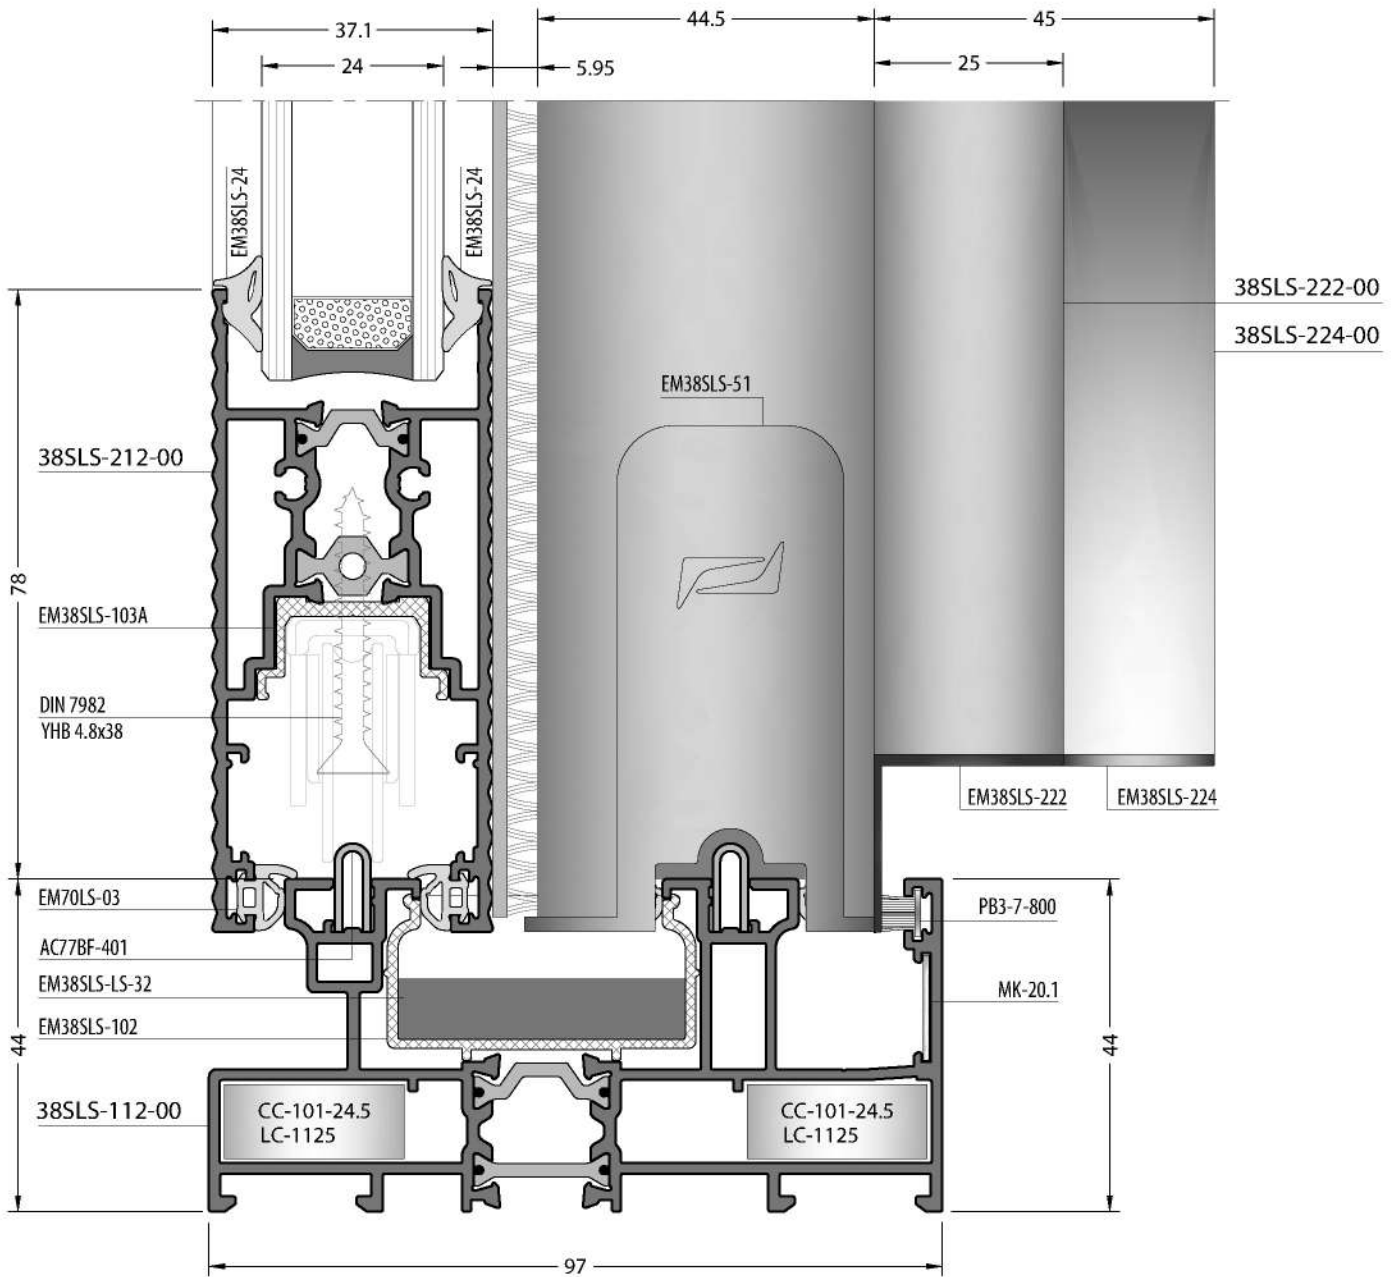 44.5
45
37.1
24
5.95
25
EM38SLS-24
EM38SLS-24
38SLS-222-00
38SLS-224-00
EM38SLS-51
38SLS-212-00
78
EM38SLS-103A
DIN 7982
YHB 4.8x38
EM38SLS-222
EM38SLS-224
EM70LS-03
PB3-7-800
AC77BF-401
EM38SLS-LS-32
MK-20.1
EM38SLS-102
44
44
38SLS-112-00
CC-101-24.5
LC-1125
CC-101-24.5
LC-1125
97